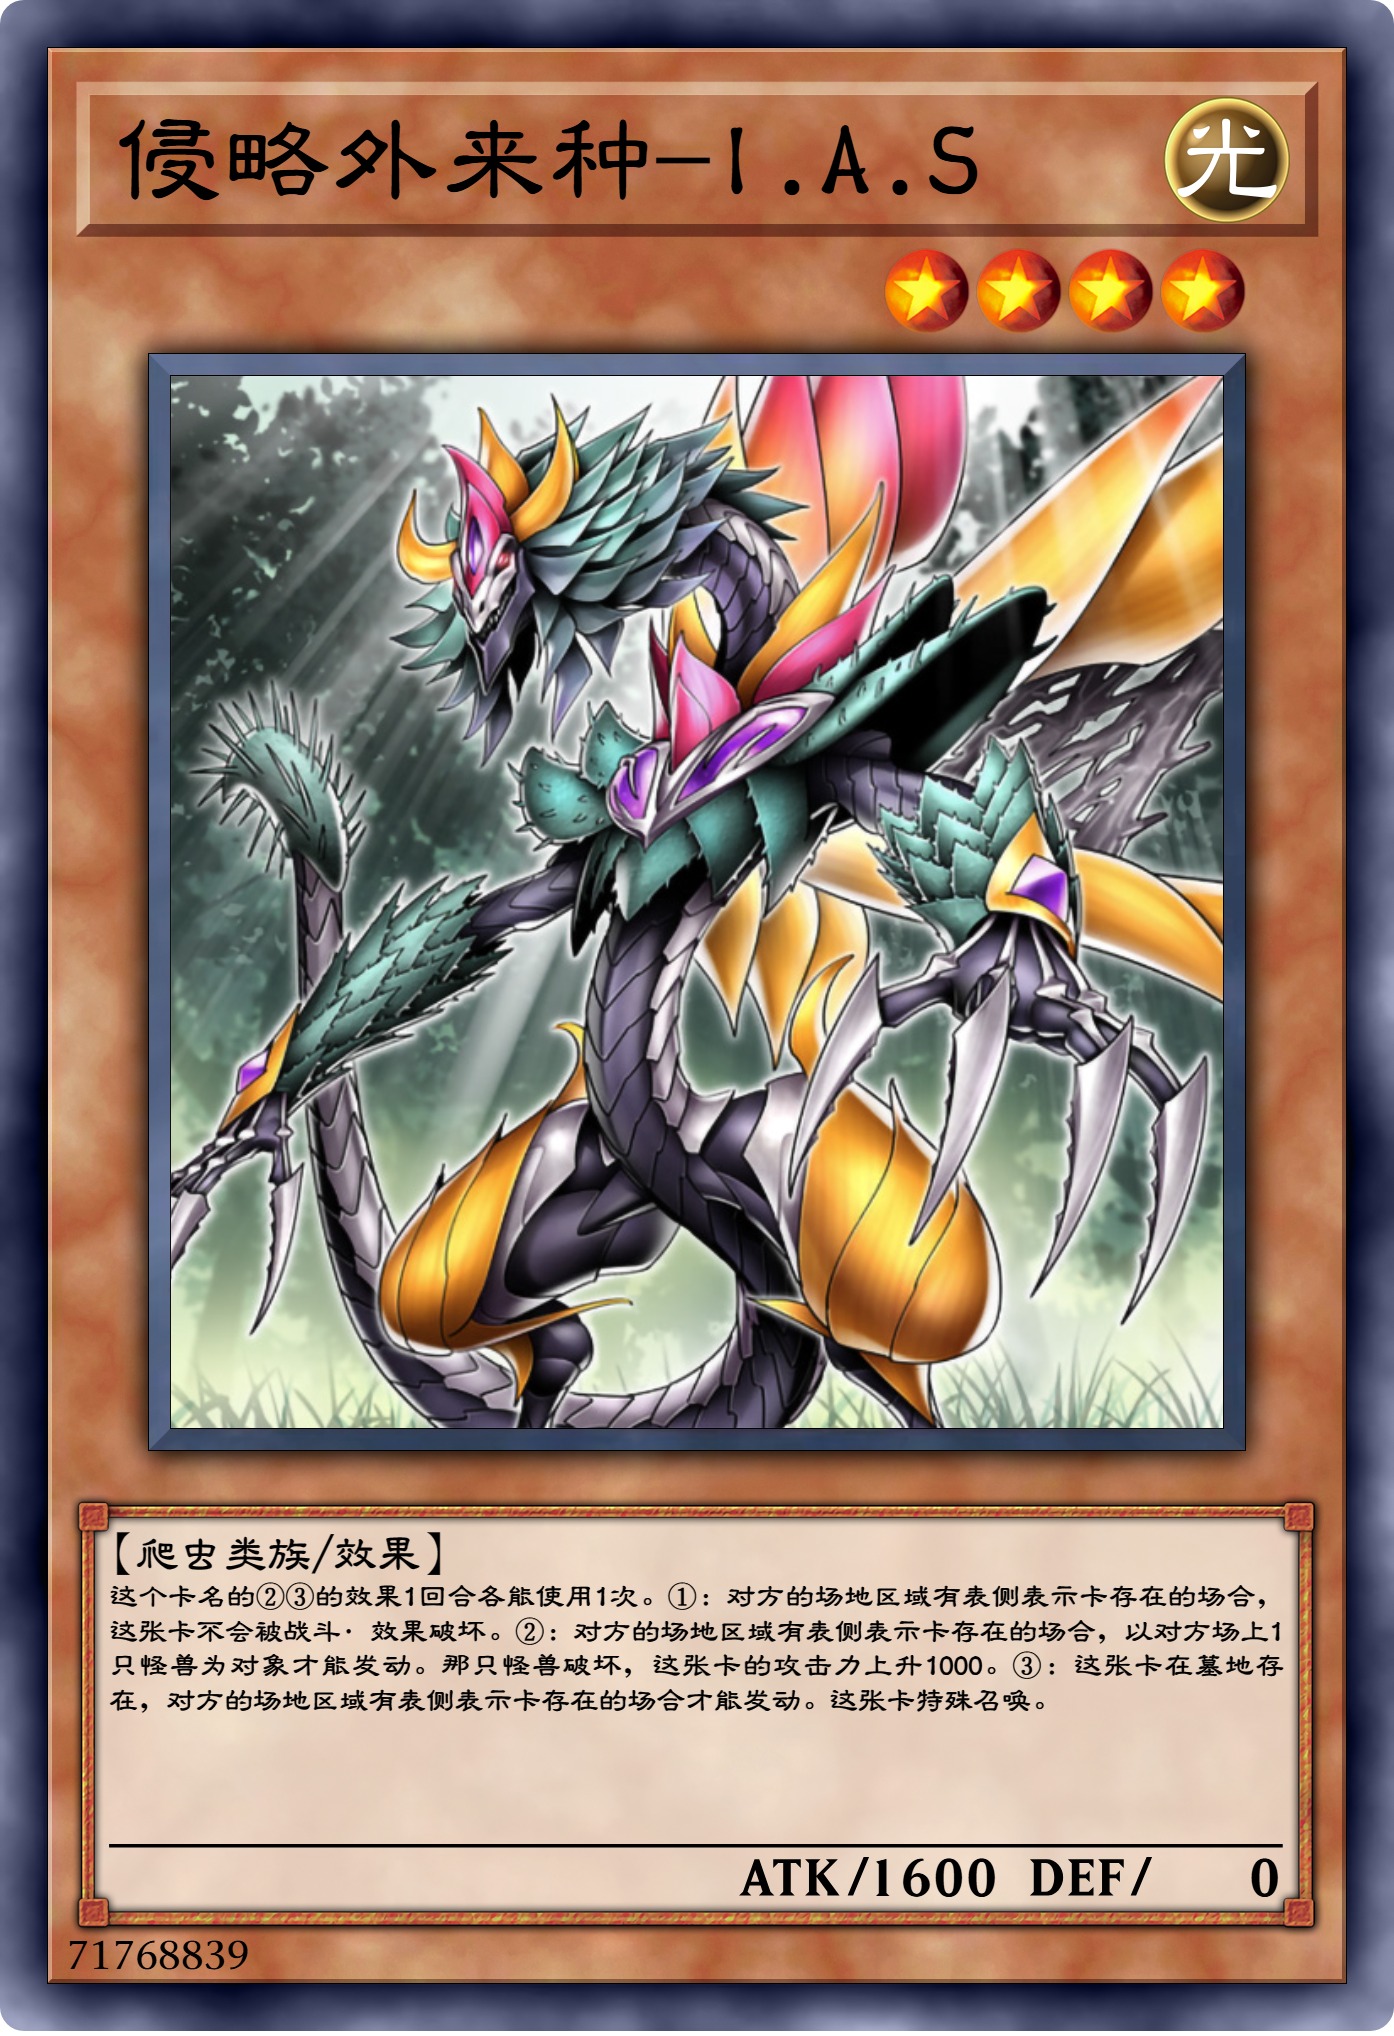 侵略外来种-I.A.S
光
【爬虫类族/效果】
这个卡名的②③的效果1回合各能使用1次。①：对方的场地区域有表侧表示卡存在的场合，
这张卡不会被战斗·效果破坏。②：对方的场地区域有表侧表示卡存在的场合，以对方场上1
只怪兽为对象才能发动。那只怪兽破坏，这张卡的攻击力上升1000。③：这张卡在墓地存
在，对方的场地区域有表侧表示卡存在的场合才能发动。这张卡特殊召唤。
ATK/1600 DEF/ 0
71768839